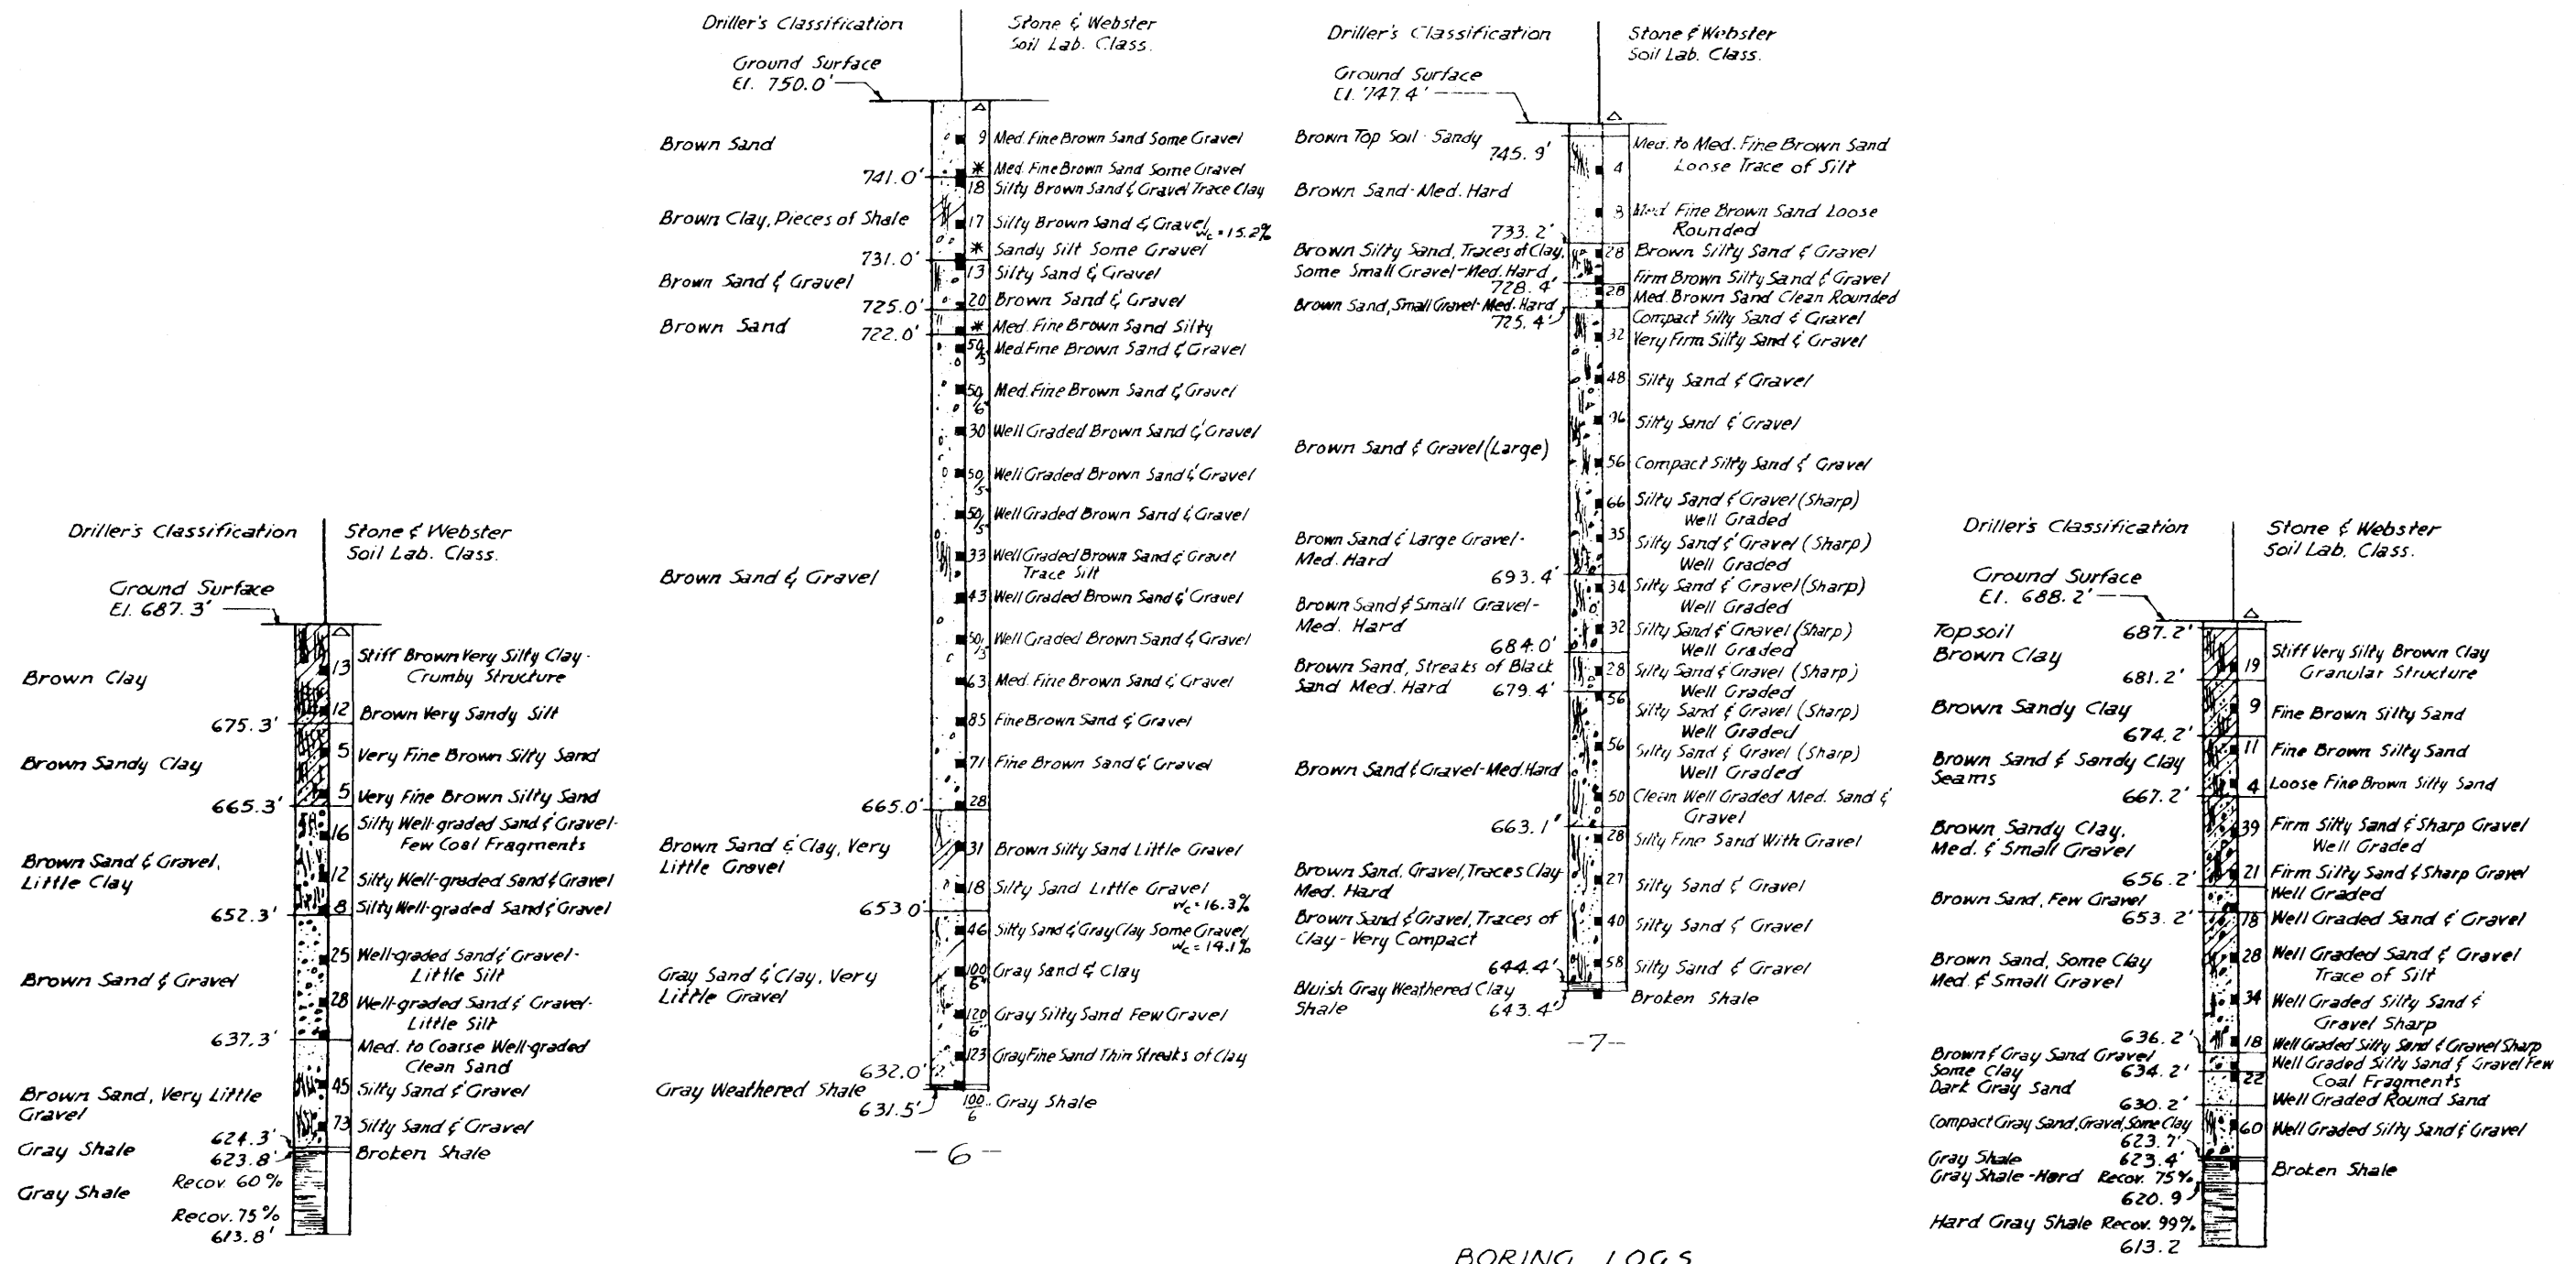 Driller's Classification
Stone & Webster
Soil Lab. Class.
Ground Surface
El. 687.3'
Brown Clay
13 Stiff Brown Very Silty Clay-
Crumby Structure
12 Brown Very Sandy Silt
675.3'
5 Very Fine Brown Silty Sand
Brown Sandy Clay
5 Very Fine Brown Silty Sand
665.3'
16 Silty Well-graded Sand & Gravel-
Few Coal Fragments
Brown Sand & Gravel,
Little Clay
12 Silty Well-graded Sand & Gravel
8 Silty Well-graded Sand & Gravel
652.3'
25 Well-graded Sand & Gravel-
Little Silt
Brown Sand & Gravel
28 Well-graded Sand & Gravel-
Little Silt
637.3'
Med. to Coarse Well-graded
Clean Sand
45 Silty Sand & Gravel
Brown Sand, Very Little
Gravel
73 Silty Sand & Gravel
624.3'
Gray Shale
623.8'
Broken Shale
Recov. 60%
Gray Shale
Recov. 75%
613.8'
Driller's Classification
Stone & Webster
Soil Lab. Class.
Ground Surface
El. 750.0'
Brown Sand
9 Med. Fine Brown Sand Some Gravel
* Med. Fine Brown Sand Some Gravel
741.0'
18 Silty Brown Sand & Gravel Trace Clay
Brown Clay, Pieces of Shale
17 Silty Brown Sand & Gravel
Wc = 15.2%
* Sandy Silt Some Gravel
731.0'
13 Silty Sand & Gravel
Brown Sand & Gravel
20 Brown Sand & Gravel
725.0'
Brown Sand
* Med. Fine Brown Sand Silty
722.0'
50/5 Med Fine Brown Sand & Gravel
50/6" Med. Fine Brown Sand & Gravel
30 Well Graded Brown Sand & Gravel
50/5" Well Graded Brown Sand & Gravel
50/5 Well Graded Brown Sand & Gravel
33 Well Graded Brown Sand & Gravel
Trace Silt
Brown Sand & Gravel
43 Well Graded Brown Sand & Gravel
50/3 Well Graded Brown Sand & Gravel
63 Med. Fine Brown Sand & Gravel
85 Fine Brown Sand & Gravel
71 Fine Brown Sand & Gravel
665.0'
28
Brown Sand & Clay, Very
Little Gravel
31 Brown Silty Sand Little Gravel
18 Silty Sand Little Gravel
Wc = 16.3%
653.0'
46 Silty Sand & Gray Clay Some Gravel
Wc = 14.1%
Gray Sand & Clay, Very
Little Gravel
100/6" Gray Sand & Clay
120/6" Gray Silty Sand Few Gravel
123 Gray Fine Sand Thin Streaks of Clay
632.0'
Gray Weathered Shale
631.5'
100/6" Gray Shale
-6-
Driller's Classification
Stone & Webster
Soil Lab. Class.
Ground Surface
El. 747.4'
Brown Top Soil - Sandy
745.9'
Med. to Med. Fine Brown Sand
4 Loose Trace of Silt
Brown Sand-Med. Hard
3 Med Fine Brown Sand Loose
Rounded
733.2'
Brown Silty Sand, Traces of Clay,
Some Small Gravel-Med. Hard
28 Brown Silty Sand & Gravel
Firm Brown Silty Sand & Gravel
728.4'
28 Med. Brown Sand Clean Rounded
Brown Sand, Small Gravel-Med. Hard
725.4'
Compact Silty Sand & Gravel
32 Very Firm Silty Sand & Gravel
48 Silty Sand & Gravel
Silty Sand & Gravel
Brown Sand & Gravel (Large)
56 Compact Silty Sand & Gravel
66 Silty Sand & Gravel (Sharp)
Well Graded
Brown Sand & Large Gravel-
Med. Hard
35 Silty Sand & Gravel (Sharp)
Well Graded
693.4'
34 Silty Sand & Gravel (Sharp)
Well Graded
Brown Sand & Small Gravel-
Med. Hard
32 Silty Sand & Gravel (Sharp)
Well Graded
684.0'
Brown Sand, Streaks of Black
Sand Med. Hard 679.4'
28 Silty Sand & Gravel (Sharp)
Well Graded
56 Silty Sand & Gravel (Sharp)
Well Graded
56 Silty Sand & Gravel (Sharp)
Well Graded
Brown Sand & Gravel-Med. Hard
50 Clean Well Graded Med. Sand &
Gravel
663.1'
28 Silty Fine Sand With Gravel
Brown Sand, Gravel, Traces Clay-
Med. Hard
27 Silty Sand & Gravel
Brown Sand & Gravel, Traces of
Clay - Very Compact
40 Silty Sand & Gravel
644.4'
58 Silty Sand & Gravel
Bluish Gray Weathered Clay
Shale 643.4'
Broken Shale
-7-
Driller's Classification
Stone & Webster
Soil Lab. Class.
Ground Surface
El. 688.2'
Topsoil 687.2'
Brown Clay
681.2'
19 Stiff Very Silty Brown Clay
Granular Structure
Brown Sandy Clay
9 Fine Brown Silty Sand
674.2'
11 Fine Brown Silty Sand
Brown Sand & Sandy Clay
Seams
4 Loose Fine Brown Silty Sand
667.2'
Brown Sandy Clay,
Med. & Small Gravel
39 Firm Silty Sand & Sharp Gravel
Well Graded
656.2'
21 Firm Silty Sand & Sharp Gravel
Well Graded
Brown Sand, Few Gravel
653.2'
18 Well Graded Sand & Gravel
Brown Sand, Some Clay
Med. & Small Gravel
28 Well Graded Sand & Gravel
Trace of Silt
34 Well Graded Silty Sand &
Gravel Sharp
636.2'
18 Well Graded Silty Sand & Gravel Sharp
Brown & Gray Sand Gravel
Some Clay 634.2'
Well Graded Silty Sand & Gravel Few
22 Coal Fragments
Dark Gray Sand
630.2'
Well Graded Round Sand
Compact Gray Sand, Gravel, Some Clay
623.7'
60 Well Graded Silty Sand & Gravel
Gray Shale 623.4'
Gray Shale-Hard Recov. 75%
620.9
Broken Shale
Hard Gray Shale Recov. 99%
613.2
BORING LOGS